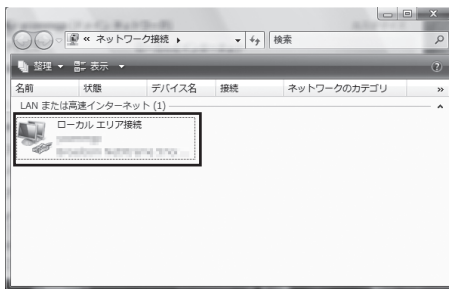 « ネットワーク接続 ▸
検索
整理 ▼ 表示 ▼
名前 状態 デバイス名 接続 ネットワークのカテゴリ »
LAN または高速インターネット (1)
ローカル エリア接続